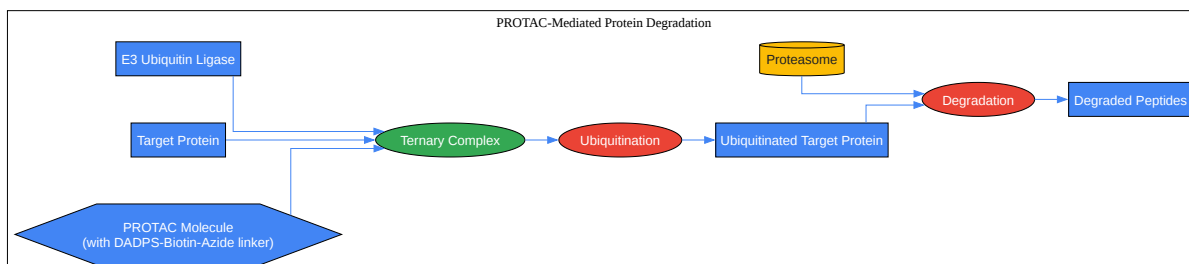 PROTAC-Mediated Protein Degradation
E3 Ubiquitin Ligase
Proteasome
Degradation
Degraded Peptides
Target Protein
Ternary Complex
Ubiquitination
Ubiquitinated Target Protein
PROTAC Molecule
(with DADPS-Biotin-Azide linker)